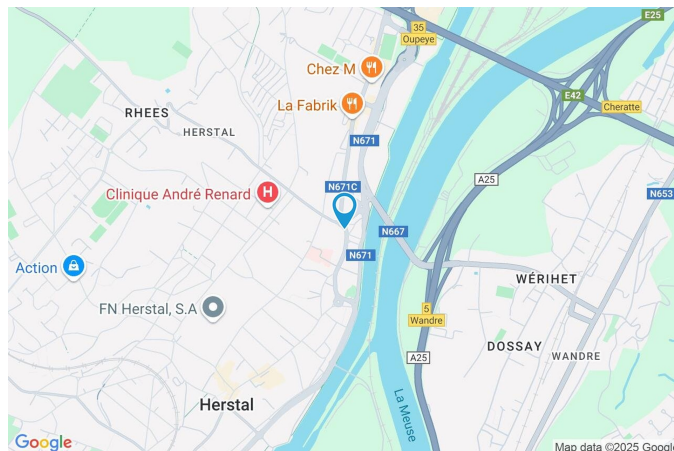 35
Oupeye
E25
Chez M
E42
Cheratte
La Fabrik
RHEES
HERSTAL
N671
A25
N671C
Clinique André Renard
H
N653
N667
N671
Action
WÉRIHET
FN Herstal, S.A
5
Wandre
DOSSAY
WANDRE
A25
La Meuse
Herstal
Google
Map data ©2025 Google